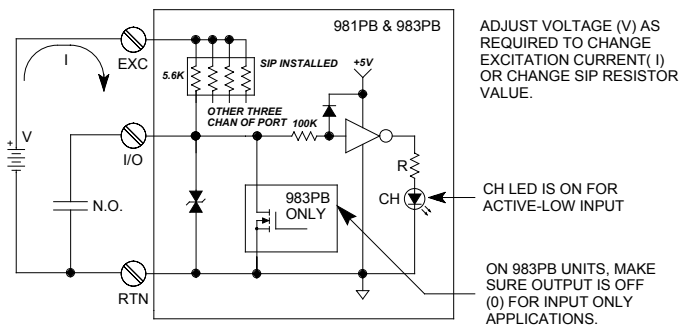 981PB & 983PB
ADJUST VOLTAGE (V) AS
REQUIRED TO CHANGE
EXCITATION CURRENT( I)
OR CHANGE SIP RESISTOR
VALUE.
I
EXC
5.6K
SIP INSTALLED
+5V
OTHER THREE
CHAN OF PORT
100K
+
V
I/O
R
N.O.
983PB
ONLY
CH
CH LED IS ON FOR
ACTIVE-LOW INPUT
RTN
ON 983PB UNITS, MAKE
SURE OUTPUT IS OFF
(0) FOR INPUT ONLY
APPLICATIONS.